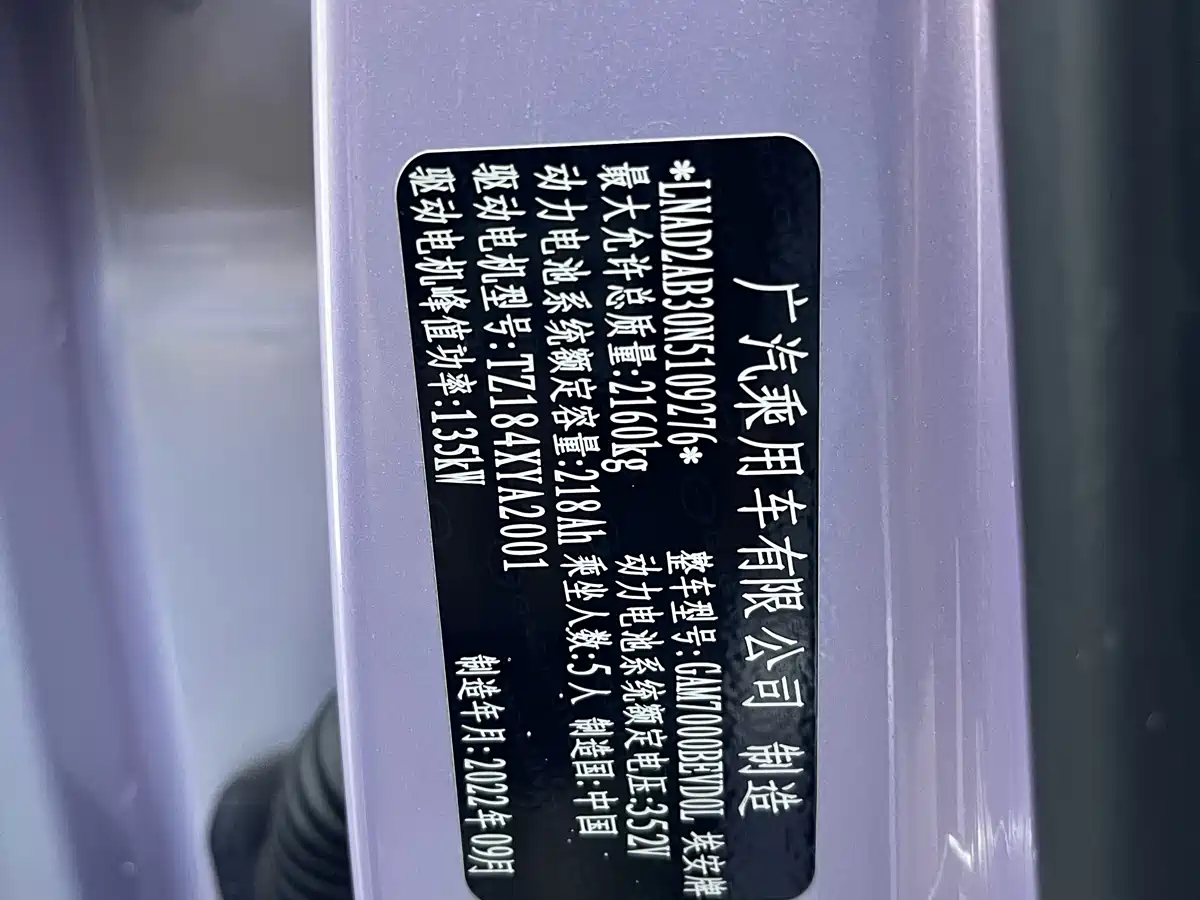 广汽乘用车有限公司 制造
*LNAD2AB30N5109276* 整车型号:GAM7000BEVD0L 埃安牌
最大允许总质量:2160kg 动力电池系统额定电压:352V
动力电池系统额定容量:218Ah 乘坐人数:5人 制造国:中国
驱动电机型号:TZ184XYA2001
驱动电机峰值功率:135kW 制造年月:2022年09月